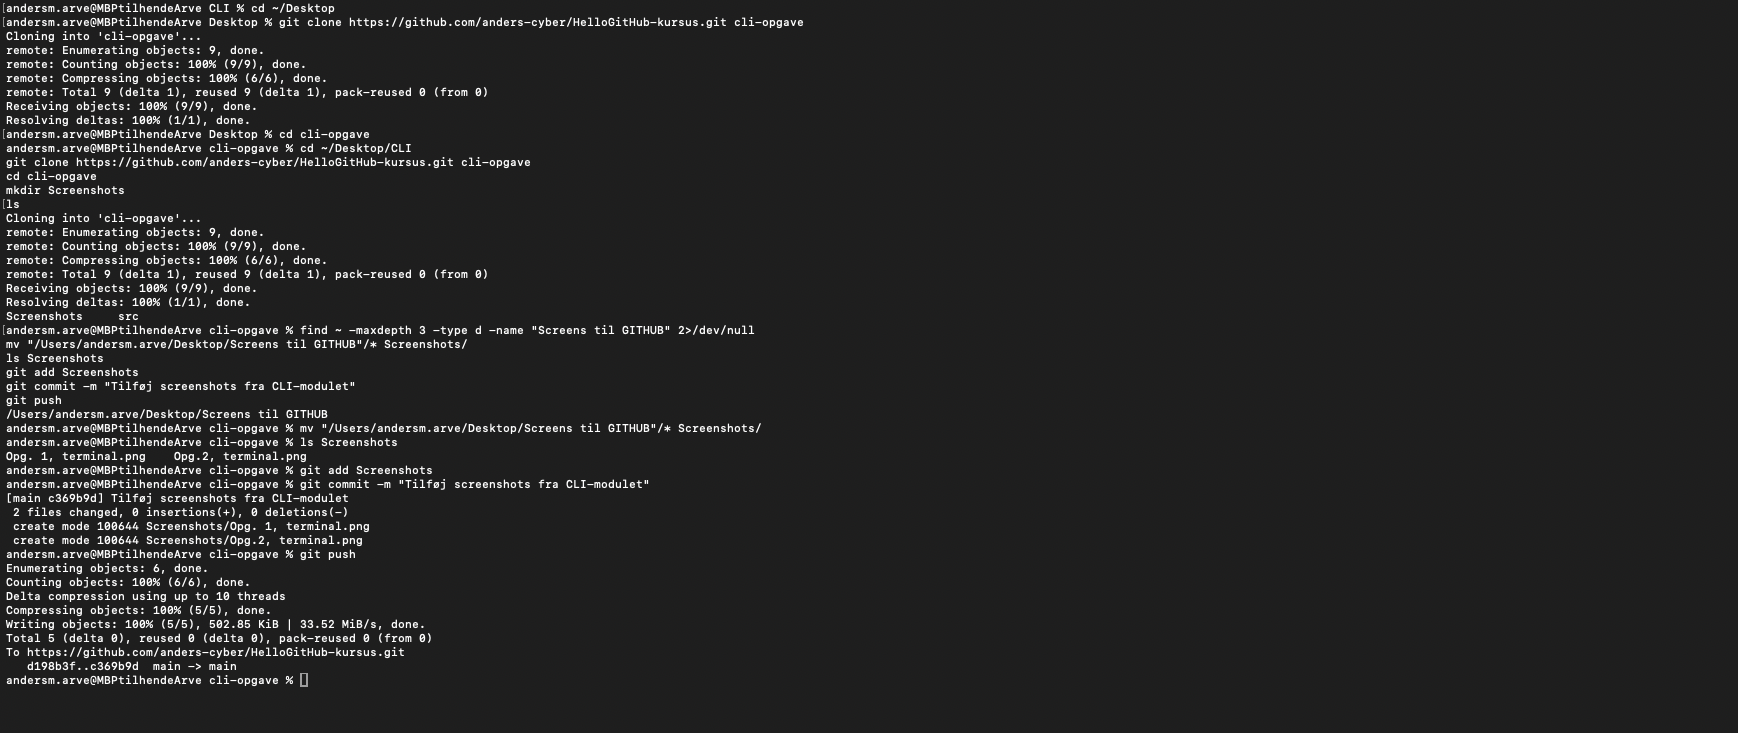 [andersm.arve@MBPtilhendeArve CLI % cd ~/Desktop
[andersm.arve@MBPtilhendeArve Desktop % git clone https://github.com/anders-cyber/HelloGitHub-kursus.git cli-opgave
Cloning into 'cli-opgave'...
remote: Enumerating objects: 9, done.
remote: Counting objects: 100% (9/9), done.
remote: Compressing objects: 100% (6/6), done.
remote: Total 9 (delta 1), reused 9 (delta 1), pack-reused 0 (from 0)
Receiving objects: 100% (9/9), done.
Resolving deltas: 100% (1/1), done.
[andersm.arve@MBPtilhendeArve Desktop % cd cli-opgave
andersm.arve@MBPtilhendeArve cli-opgave % cd ~/Desktop/CLI
git clone https://github.com/anders-cyber/HelloGitHub-kursus.git cli-opgave
cd cli-opgave
mkdir Screenshots
[ls
Cloning into 'cli-opgave'...
remote: Enumerating objects: 9, done.
remote: Counting objects: 100% (9/9), done.
remote: Compressing objects: 100% (6/6), done.
remote: Total 9 (delta 1), reused 9 (delta 1), pack-reused 0 (from 0)
Receiving objects: 100% (9/9), done.
Resolving deltas: 100% (1/1), done.
Screenshots     src
[andersm.arve@MBPtilhendeArve cli-opgave % find ~ -maxdepth 3 -type d -name "Screens til GITHUB" 2>/dev/null
mv "/Users/andersm.arve/Desktop/Screens til GITHUB"/* Screenshots/
ls Screenshots
git add Screenshots
git commit -m "Tilføj screenshots fra CLI-modulet"
git push
/Users/andersm.arve/Desktop/Screens til GITHUB
andersm.arve@MBPtilhendeArve cli-opgave % mv "/Users/andersm.arve/Desktop/Screens til GITHUB"/* Screenshots/
andersm.arve@MBPtilhendeArve cli-opgave % ls Screenshots
Opg. 1, terminal.png    Opg.2, terminal.png
andersm.arve@MBPtilhendeArve cli-opgave % git add Screenshots
andersm.arve@MBPtilhendeArve cli-opgave % git commit -m "Tilføj screenshots fra CLI-modulet"
[main c369b9d] Tilføj screenshots fra CLI-modulet
 2 files changed, 0 insertions(+), 0 deletions(-)
 create mode 100644 Screenshots/Opg. 1, terminal.png
 create mode 100644 Screenshots/Opg.2, terminal.png
andersm.arve@MBPtilhendeArve cli-opgave % git push
Enumerating objects: 6, done.
Counting objects: 100% (6/6), done.
Delta compression using up to 10 threads
Compressing objects: 100% (5/5), done.
Writing objects: 100% (5/5), 502.85 KiB | 33.52 MiB/s, done.
Total 5 (delta 0), reused 0 (delta 0), pack-reused 0 (from 0)
To https://github.com/anders-cyber/HelloGitHub-kursus.git
   d198b3f..c369b9d  main -> main
andersm.arve@MBPtilhendeArve cli-opgave %